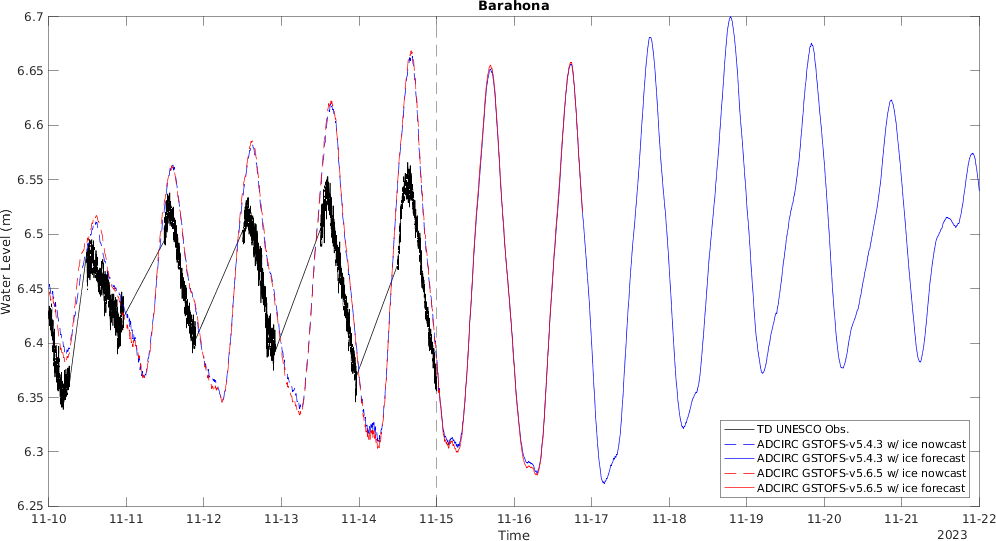 Barahona
6.7
6.65
6.6
6.55
6.5
6.45
6.4
6.35
6.3
6.25
Water Level (m)
TD UNESCO Obs.
ADCIRC GSTOFS-v5.4.3 w/ ice nowcast
ADCIRC GSTOFS-v5.4.3 w/ ice forecast
ADCIRC GSTOFS-v5.6.5 w/ ice nowcast
ADCIRC GSTOFS-v5.6.5 w/ ice forecast
11-10 11-11 11-12 11-13 11-14 11-15 11-16 11-17 11-18 11-19 11-20 11-21 11-22
Time
2023